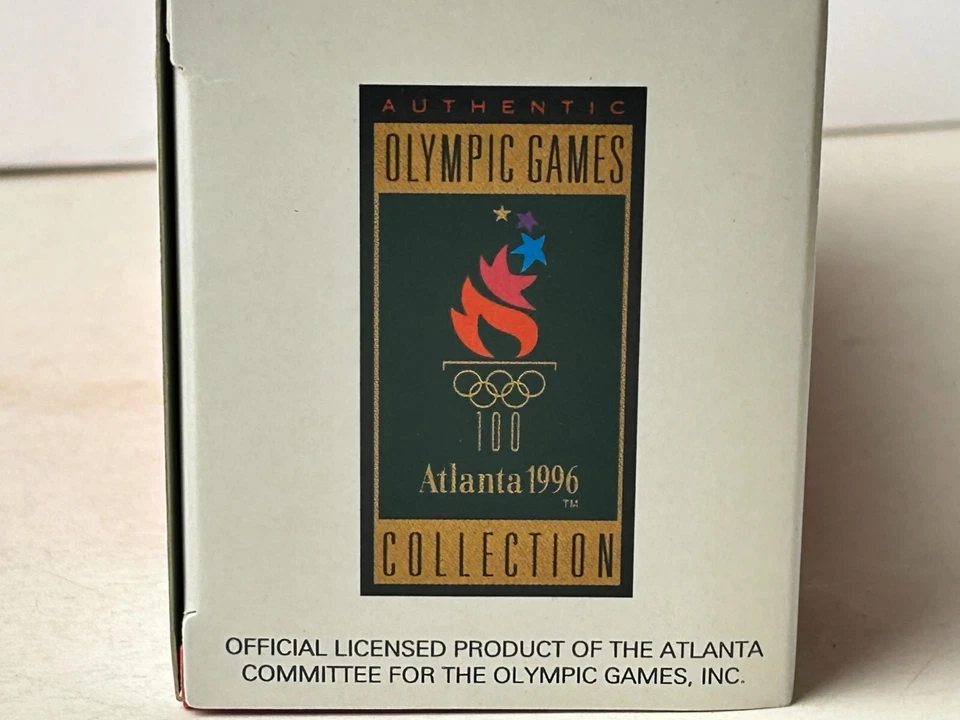 AUTHENTIC
OLYMPIC GAMES
100
Atlanta 1996
TM
COLLECTION
OFFICIAL LICENSED PRODUCT OF THE ATLANTA
COMMITTEE FOR THE OLYMPIC GAMES, INC.